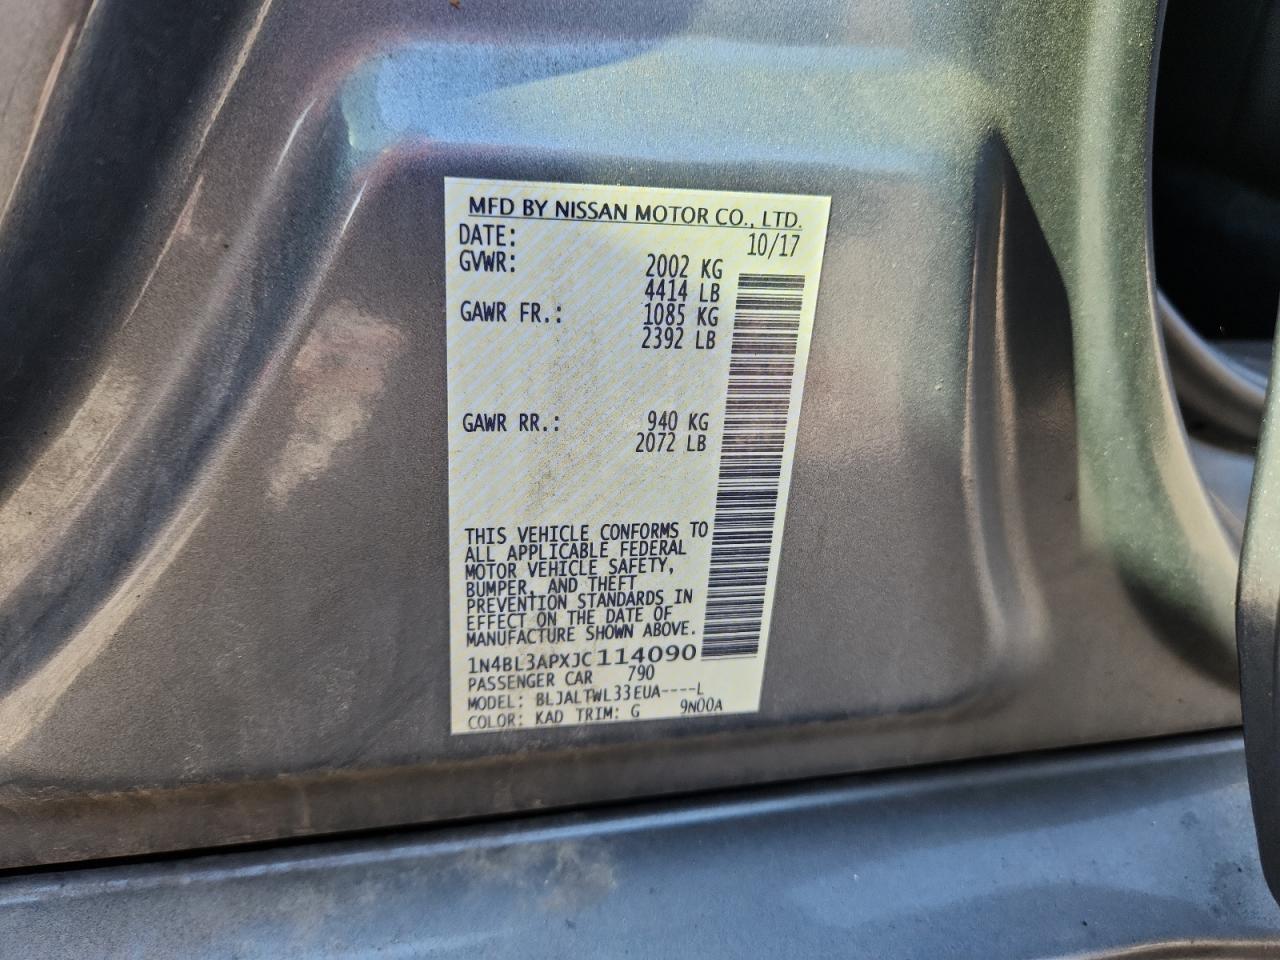 MFD BY NISSAN MOTOR CO., LTD.
DATE: 10/17
GVWR: 2002 KG
4414 LB
GAWR FR.: 1085 KG
2392 LB
GAWR RR.: 940 KG
2072 LB
THIS VEHICLE CONFORMS TO
ALL APPLICABLE FEDERAL
MOTOR VEHICLE SAFETY,
BUMPER, AND THEFT
PREVENTION STANDARDS IN
EFFECT ON THE DATE OF
MANUFACTURE SHOWN ABOVE.
1N4BL3APXJC114090
PASSENGER CAR 790
MODEL: BLJALTWL33EUA----L
COLOR: KAD TRIM: G 9N00A